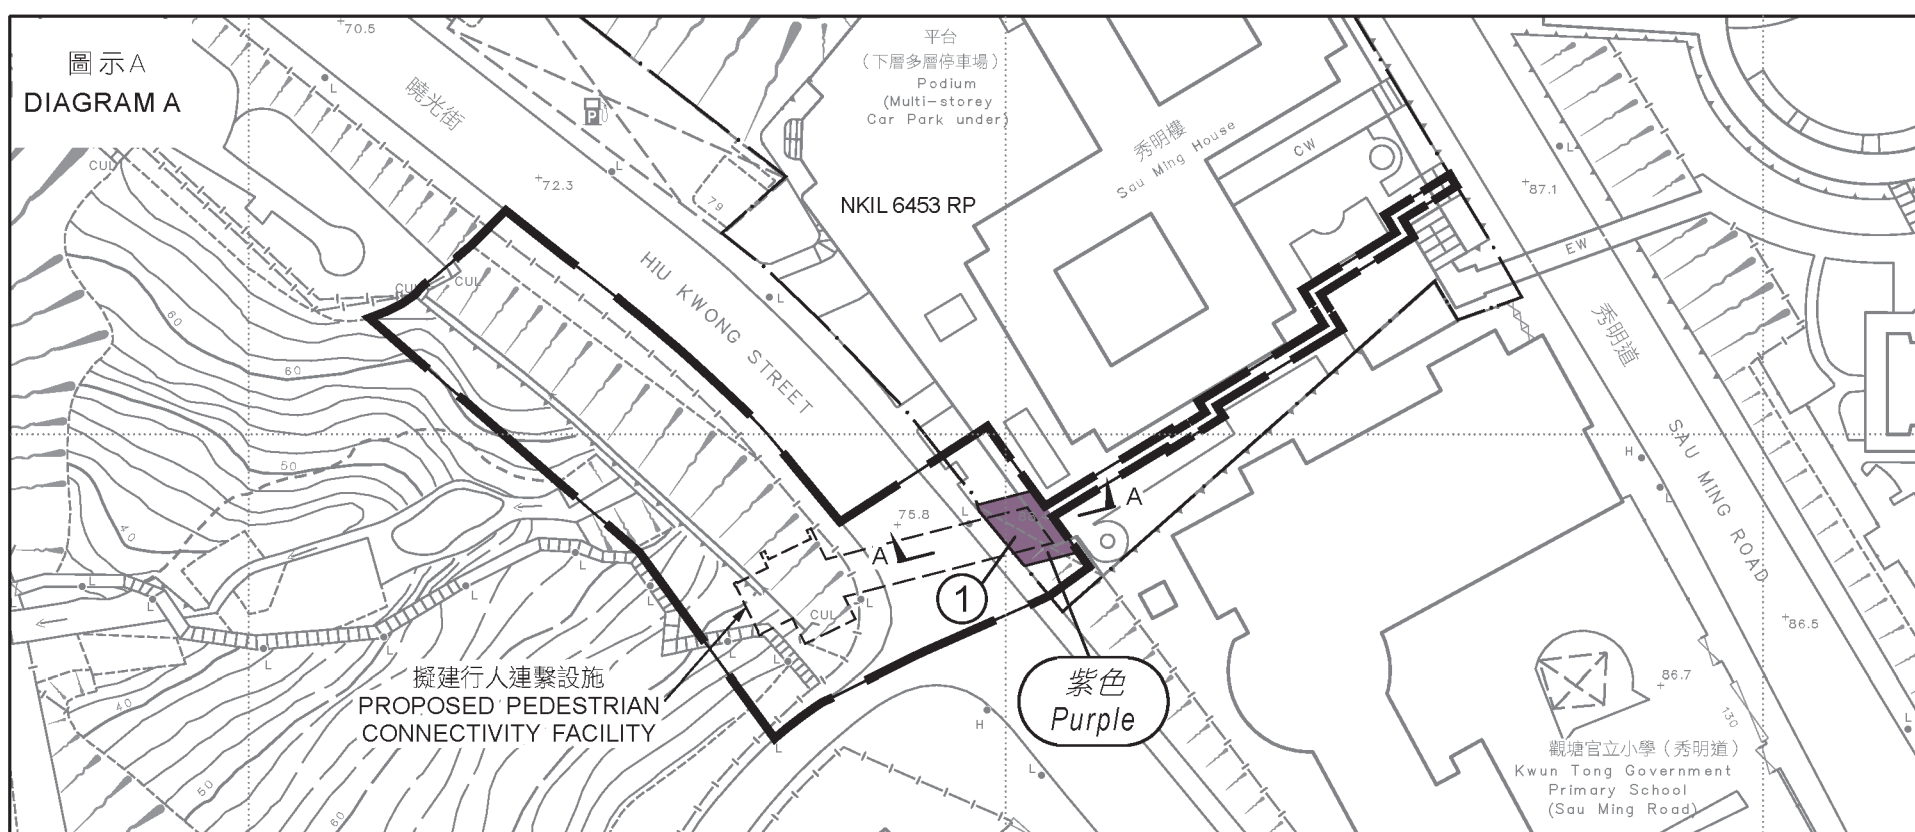 圖示A
DIAGRAM A
70.5
曉光街
P
L
平台
（下層多層停車場）
Podium
(Multi-storey
Car Park under)
秀明樓
Sau Ming House
CW
L
87.1
CUL
72.3
L
79
NKIL 6453 RP
EW
HIU KWONG STREET
L
CUL
CUL
60
60
秀明道
SAU MING ROAD
50
40
H
L
75.8
L
A
A
1
CUL
L
L
L
L
L
L
L
L
L
L
L
86.5
擬建行人連繫設施
PROPOSED PEDESTRIAN
CONNECTIVITY FACILITY
紫色
Purple
86.7
130
40
50
60
H
L
L
L
觀塘官立小學（秀明道）
Kwun Tong Government
Primary School
(Sau Ming Road)